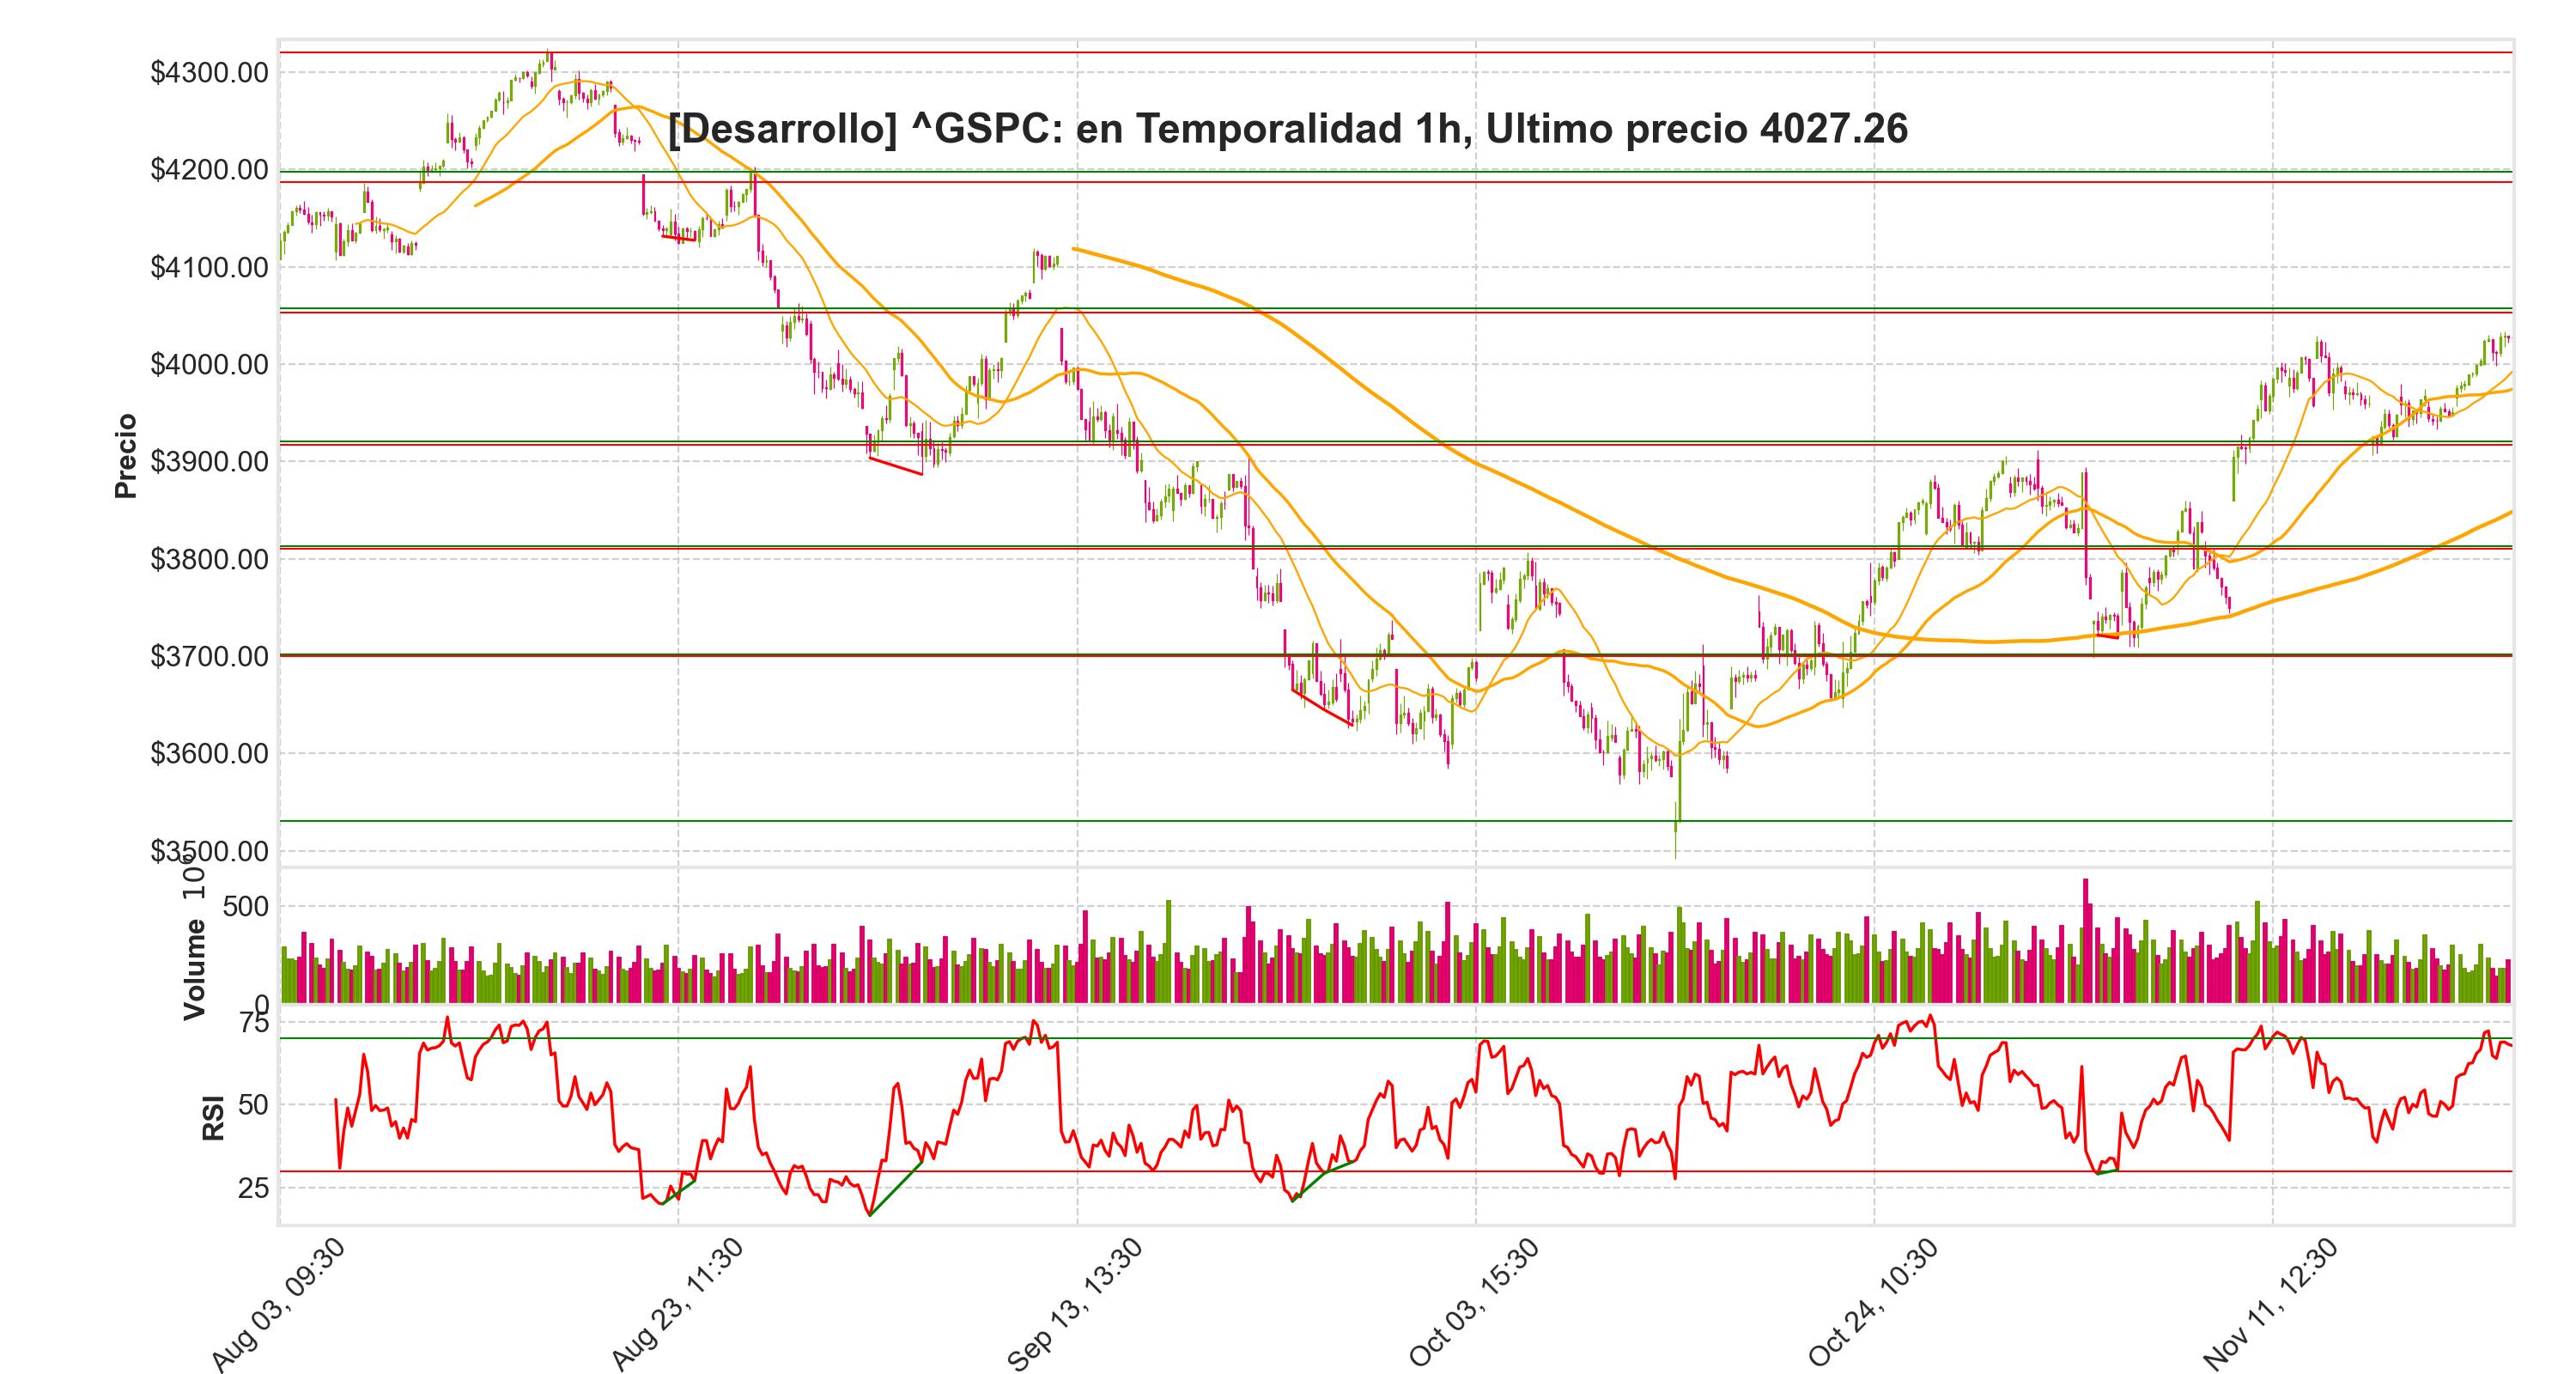 [Desarrollo] ^GSPC: en Temporalidad 1h, Ultimo precio 4027.26
$4300.00
$4200.00
$4100.00
$4000.00
$3900.00
$3800.00
$3700.00
$3600.00
$3500.00
Precio
500
0
Volume
75
50
25
RSI
Aug 03, 09:30
Aug 23, 11:30
Sep 13, 13:30
Oct 03, 15:30
Oct 24, 10:30
Nov 11, 12:30